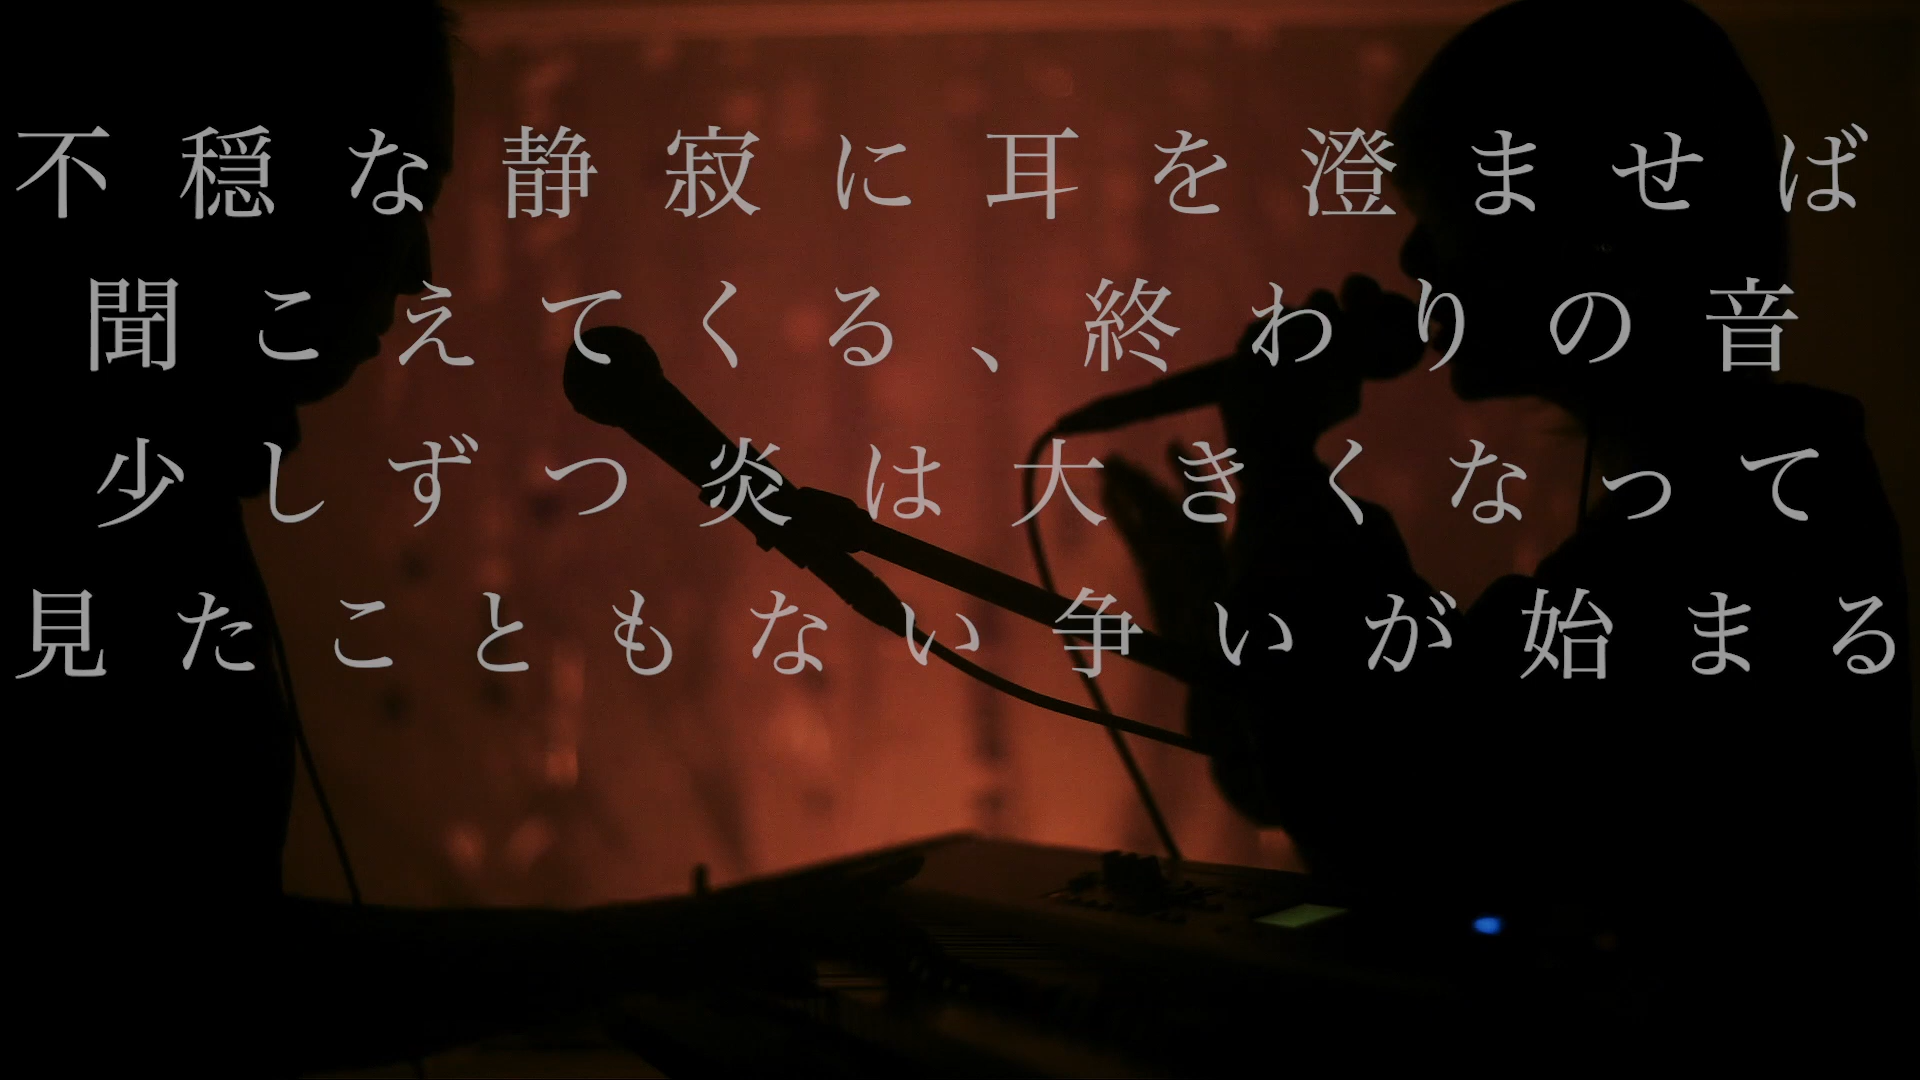 不穏な静寂に耳を澄ませば
聞こえてくる、終わりの音
少しずつ炎は大きくなって
見たこともない争いが始まる